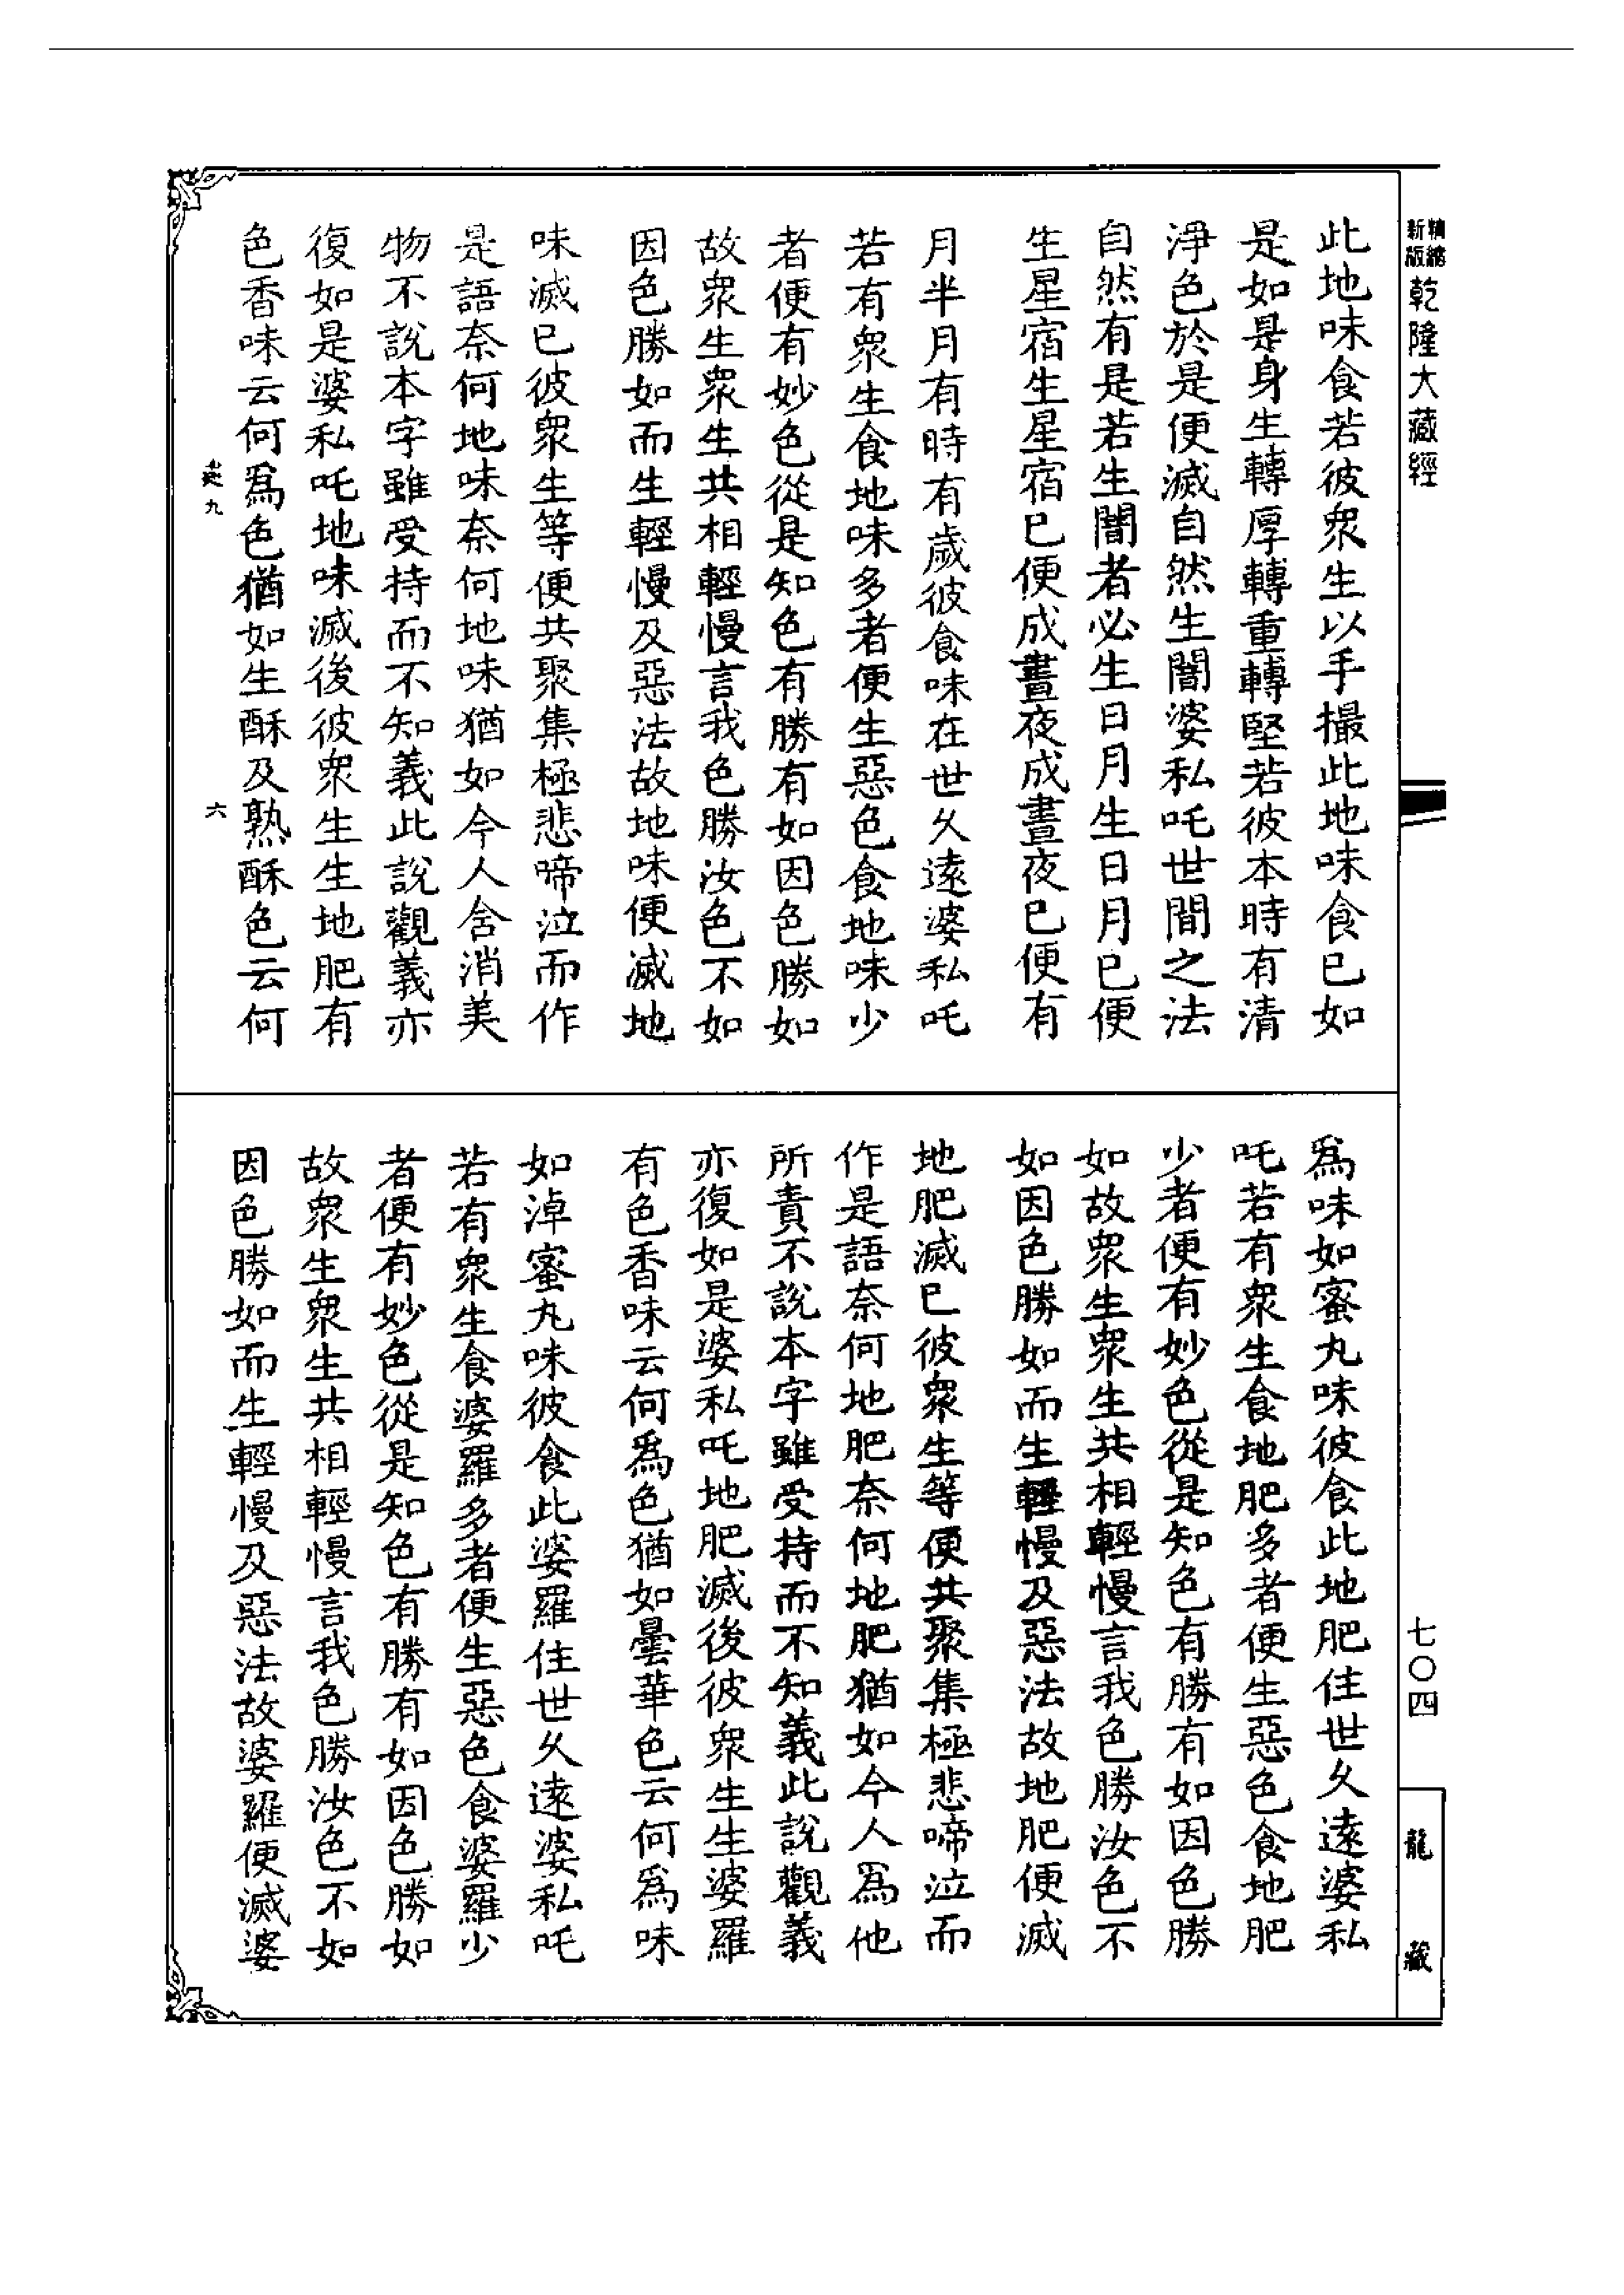 精縮
新版
乾隆大藏經
此地味食若彼衆生以手撮此地味食已如
是如是身生轉厚轉重轉堅若彼本時有清
淨色於是便滅自然生闇婆私吒世間之法
自然有是若生闇者必生日月生日月已便
生星宿生星宿已便成晝夜成晝夜已便有
月半月有時有歲彼食味在世久遠婆私吒
若有衆生食地味多者便生惡色食地味少
者便有妙色從是知色有勝有如因色勝如
故衆生衆生共相輕慢言我色勝汝色不如
因色勝如而生輕慢及惡法故地味便滅地
味滅已彼衆生等便共聚集極悲啼泣而作
是語奈何地味奈何地味猶如今人含消美
物不說本字雖受持而不知義此說觀義亦
復如是婆私吒地味滅後彼衆生生地肥有
色香味云何爲色猶如生酥及熟酥色云何
九
六
爲味如蜜丸味彼食此地肥住世久遠婆私
吒若有衆生食地肥多者便生惡色食地肥
少者便有妙色從是知色有勝有如因色勝
如故衆生衆生共相輕慢言我色勝汝色不
如因色勝如而生輕慢及惡法故地肥便滅
地肥滅已彼衆生等便共聚集極悲啼泣而
作是語奈何地肥奈何地肥猶如今人爲他
所責不說本字雖受持而不知義此說觀義
亦復如是婆私吒地肥滅後彼衆生生婆羅
有色香味云何爲色猶如曇華色云何爲味
如淖蜜丸味彼食此婆羅住世久遠婆私吒
若有衆生食婆羅多者便生惡色食婆羅少
者便有妙色從是知色有勝有如因色勝如
故衆生衆生共相輕慢言我色勝汝色不如
因色勝如而生輕慢及惡法故婆羅便滅婆
七〇四
龍藏